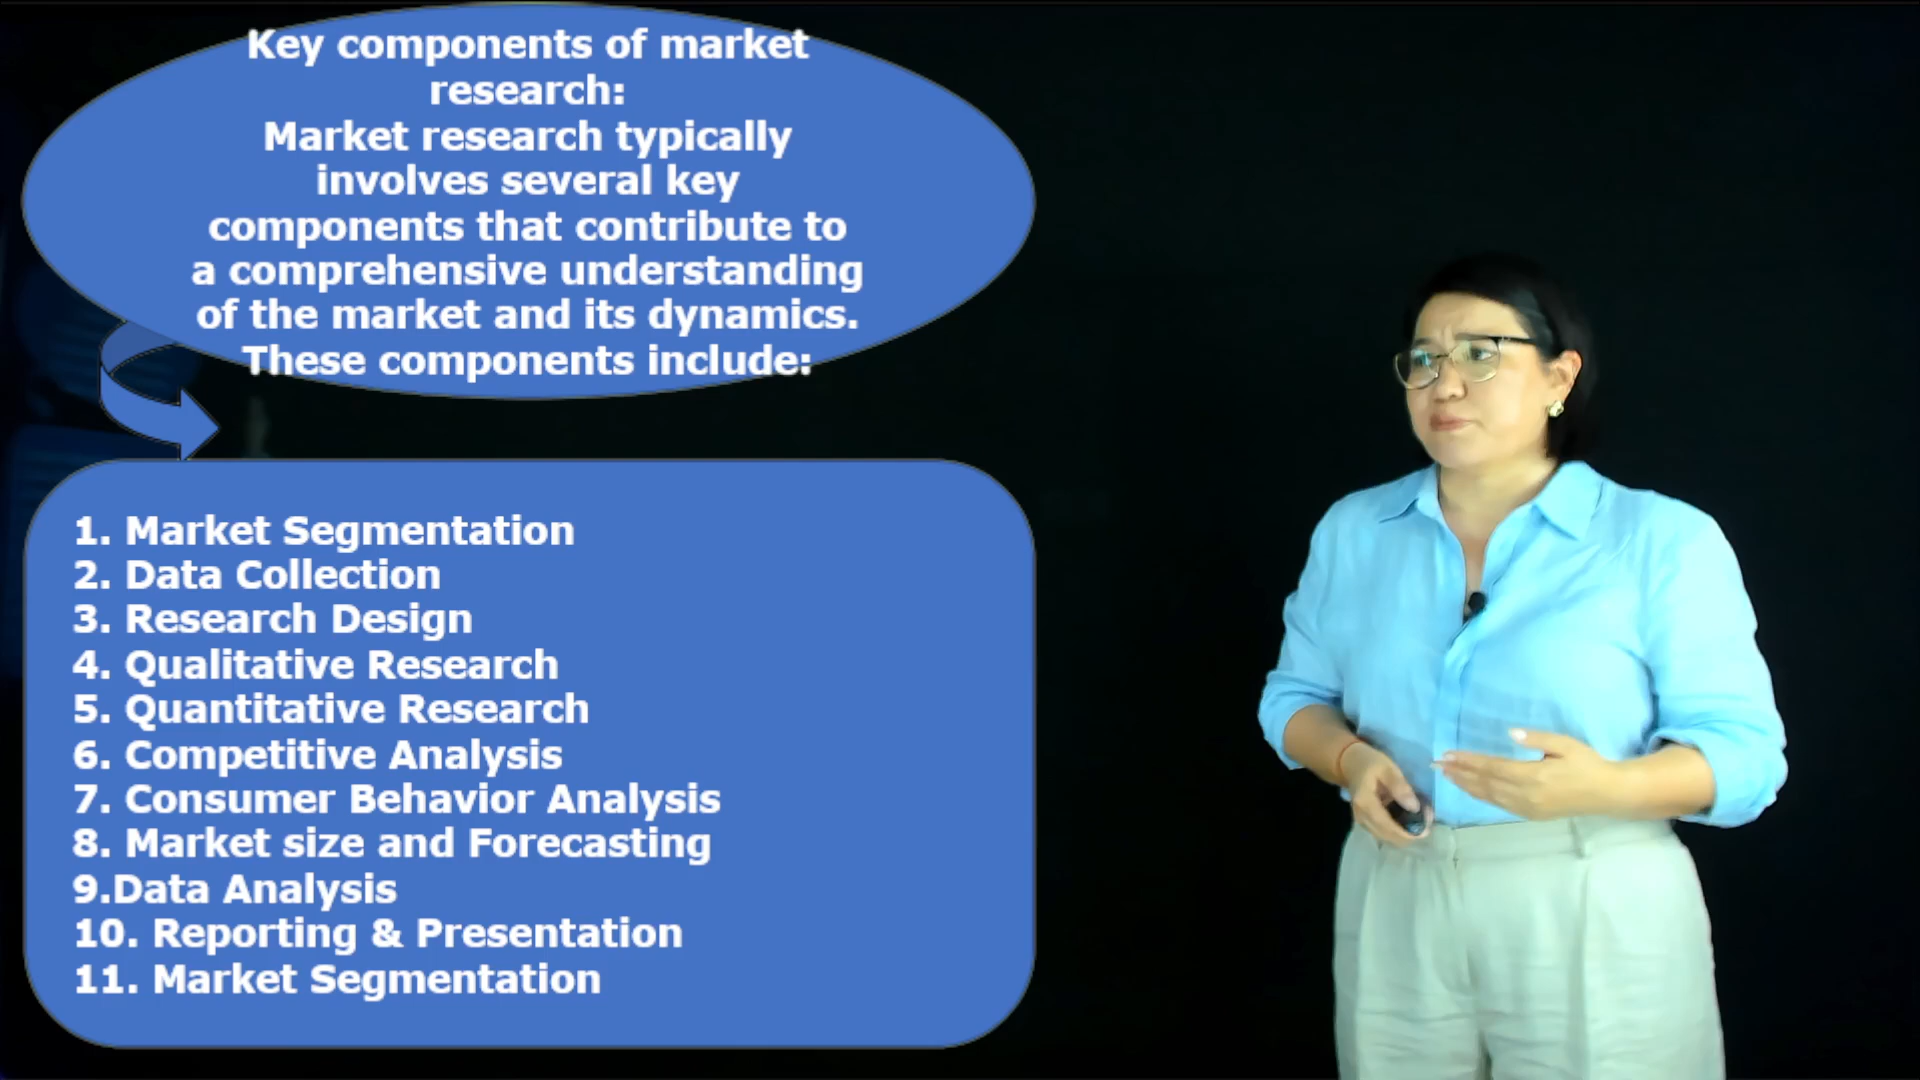 Key components of market
research:
Market research typically
involves several key
components that contribute to
a comprehensive understanding
of the market and its dynamics.
These components include:
1. Market Segmentation
2. Data Collection
3. Research Design
4. Qualitative Research
5. Quantitative Research
6. Competitive Analysis
7. Consumer Behavior Analysis
8. Market size and Forecasting
9.Data Analysis
10. Reporting & Presentation
11. Market Segmentation